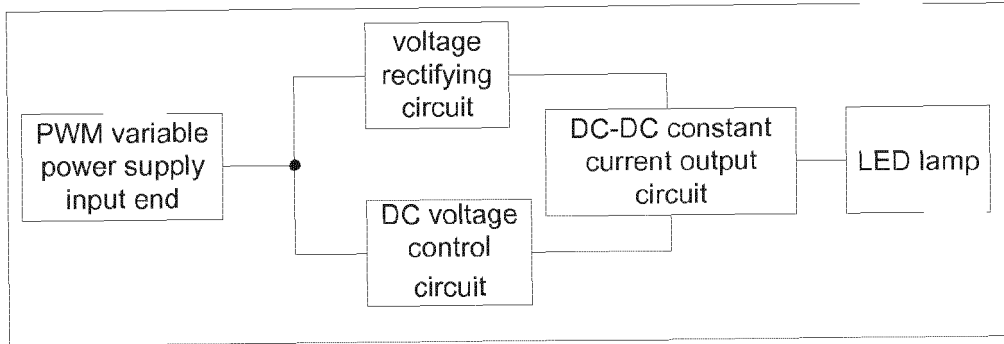 voltage
rectifying
circuit
PWM variable
power supply
input end
DC-DC constant
current output
circuit
LED lamp
DC voltage
control
circuit